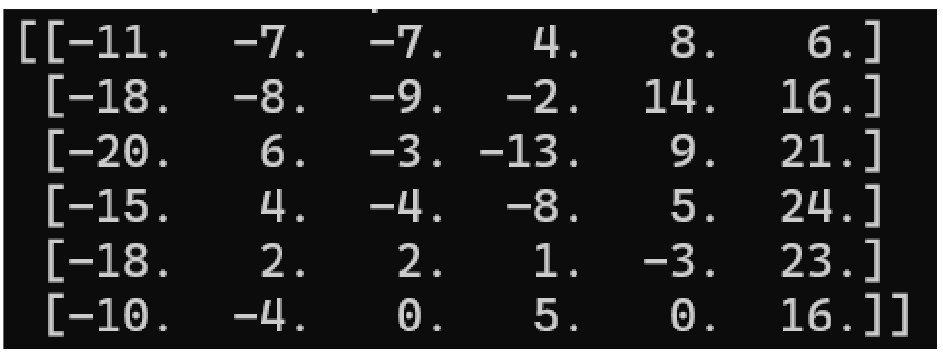 [[-11.  -7.  -7.   4.   8.   6.]
 [-18.  -8.  -9.  -2.  14.  16.]
 [-20.   6.  -3. -13.   9.  21.]
 [-15.   4.  -4.  -8.   5.  24.]
 [-18.   2.   2.   1.  -3.  23.]
 [-10.  -4.   0.   5.   0.  16.]]